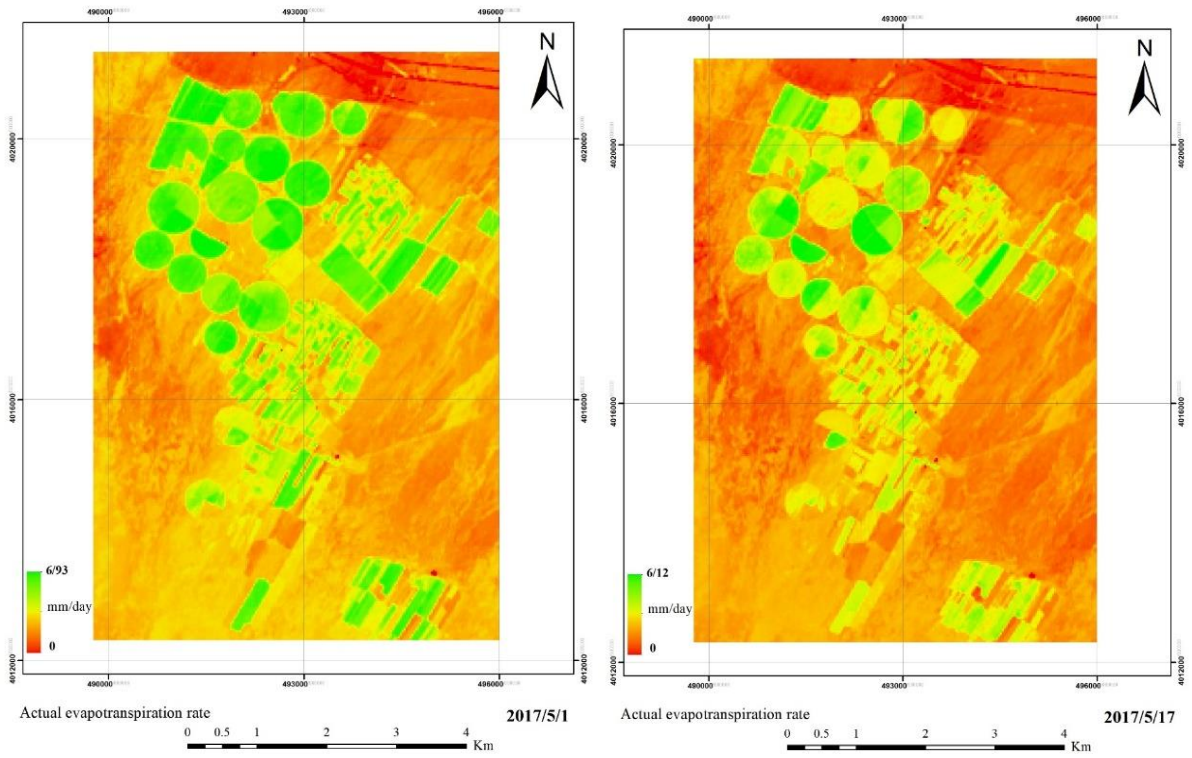 490000 493000 496000
N
4020000 4020000
4016000 4016000
6/93
mm/day
0
4012000 4012000
490000 493000 496000
Actual evapotranspiration rate 2017/5/1
0 0.5 1 2 3 4
Km
490000 493000 496000
N
4020000 4020000
4016000 4016000
6/12
mm/day
0
4012000 4012000
490000 493000 496000
Actual evapotranspiration rate 2017/5/17
0 0.5 1 2 3 4
Km